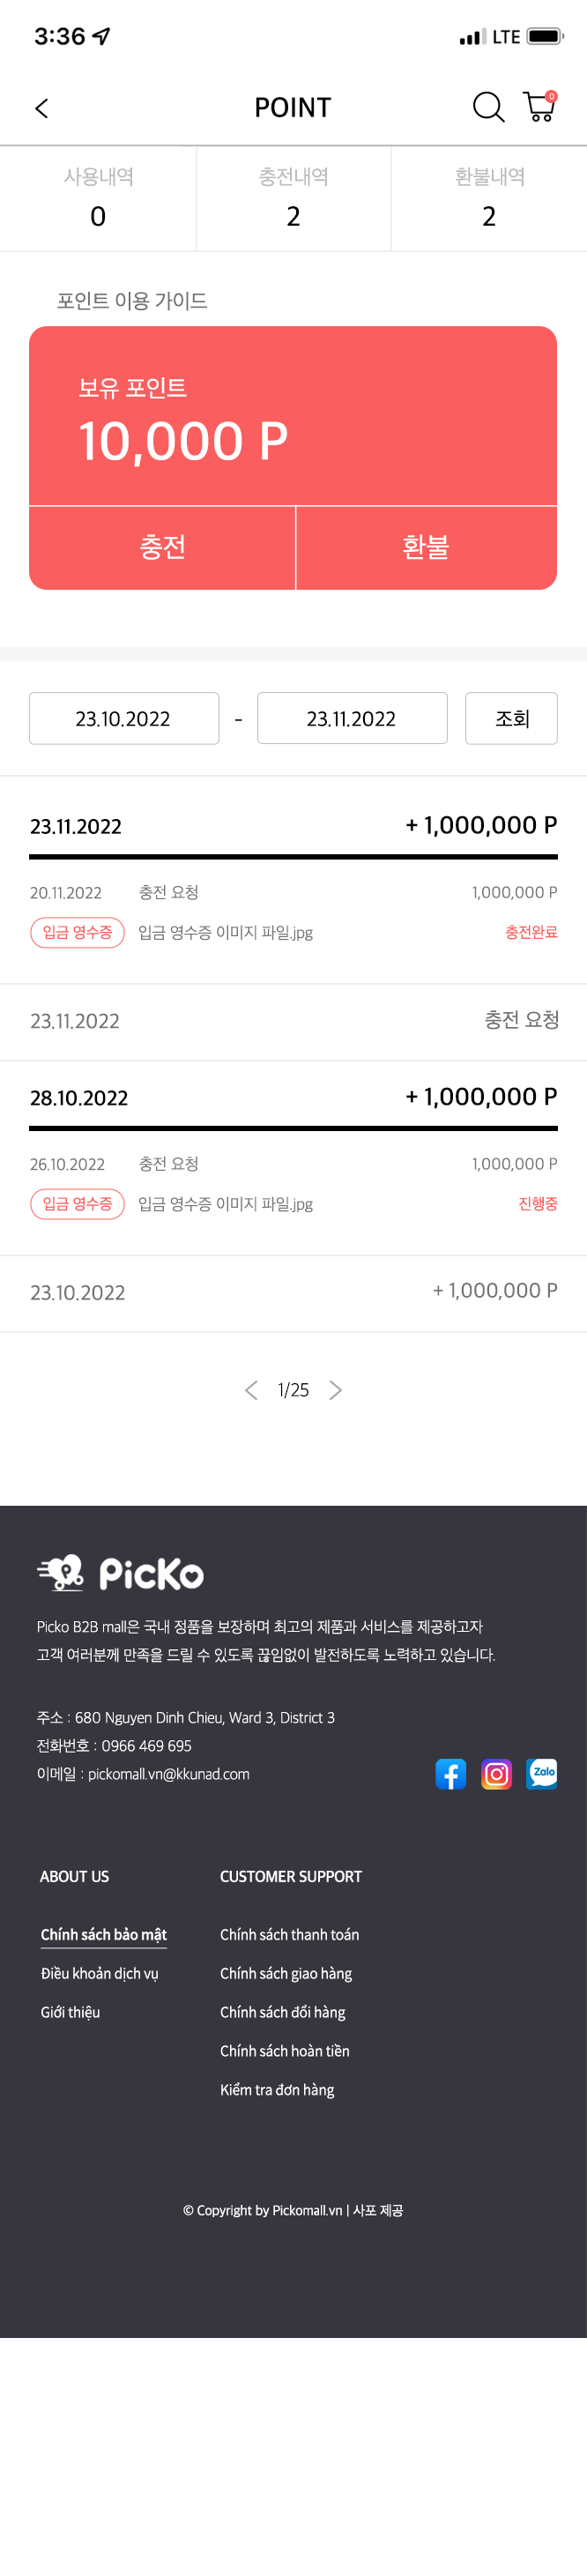 3:36 LTE
POINT 0
사용내역 충전내역 환불내역
0 2 2
포인트 이용 가이드
보유 포인트
10,000 P
충전 환불
23.10.2022 - 23.11.2022 조회
23.11.2022 + 1,000,000 P
20.11.2022 충전 요청 1,000,000 P
입금 영수증 입금 영수증 이미지 파일.jpg 충전완료
23.11.2022 충전 요청
28.10.2022 + 1,000,000 P
26.10.2022 충전 요청 1,000,000 P
입금 영수증 입금 영수증 이미지 파일.jpg 진행중
23.10.2022 + 1,000,000 P
1/25
PicKo
Picko B2B mall은 국내 정품을 보장하며 최고의 제품과 서비스를 제공하고자
고객 여러분께 만족을 드릴 수 있도록 끊임없이 발전하도록 노력하고 있습니다.
주소 : 680 Nguyen Dinh Chieu, Ward 3, District 3
전화번호 : 0966 469 695
이메일 : pickomall.vn@kkunad.com
Zalo
ABOUT US CUSTOMER SUPPORT
Chính sách bảo mật Chính sách thanh toán
Điều khoản dịch vụ Chính sách giao hàng
Giới thiệu Chính sách đổi hàng
Chính sách hoàn tiền
Kiểm tra đơn hàng
© Copyright by Pickomall.vn | 사포 제공